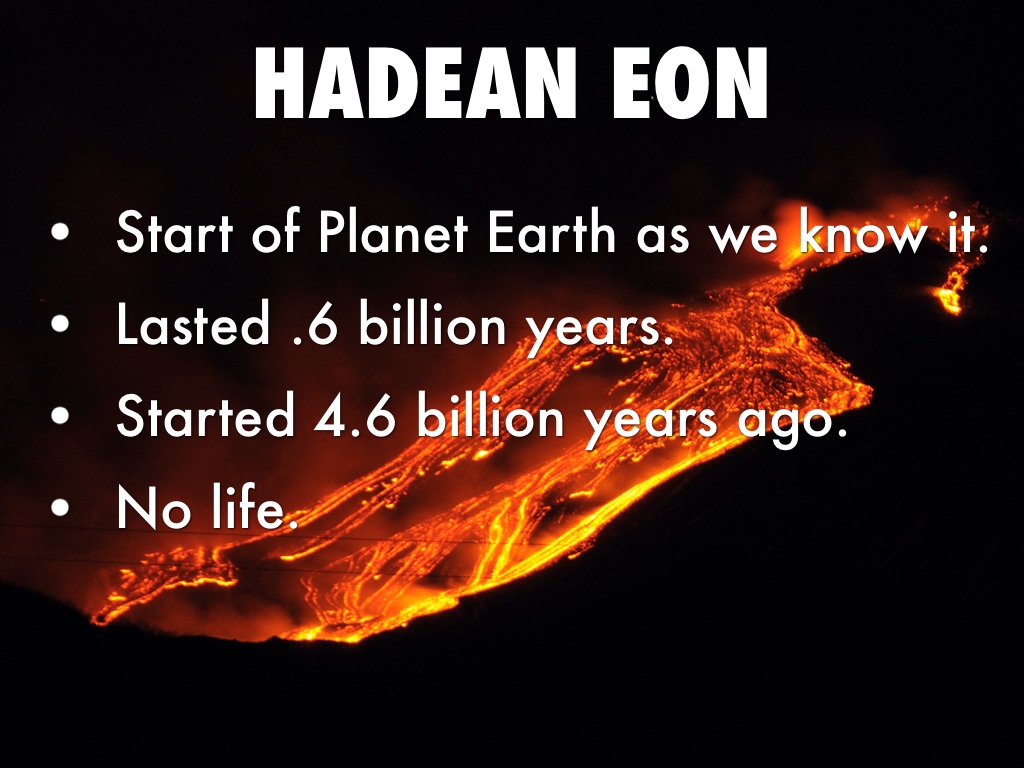 HADEAN EON
• Start of Planet Earth as we know it.
• Lasted .6 billion years.
• Started 4.6 billion years ago.
• No life.